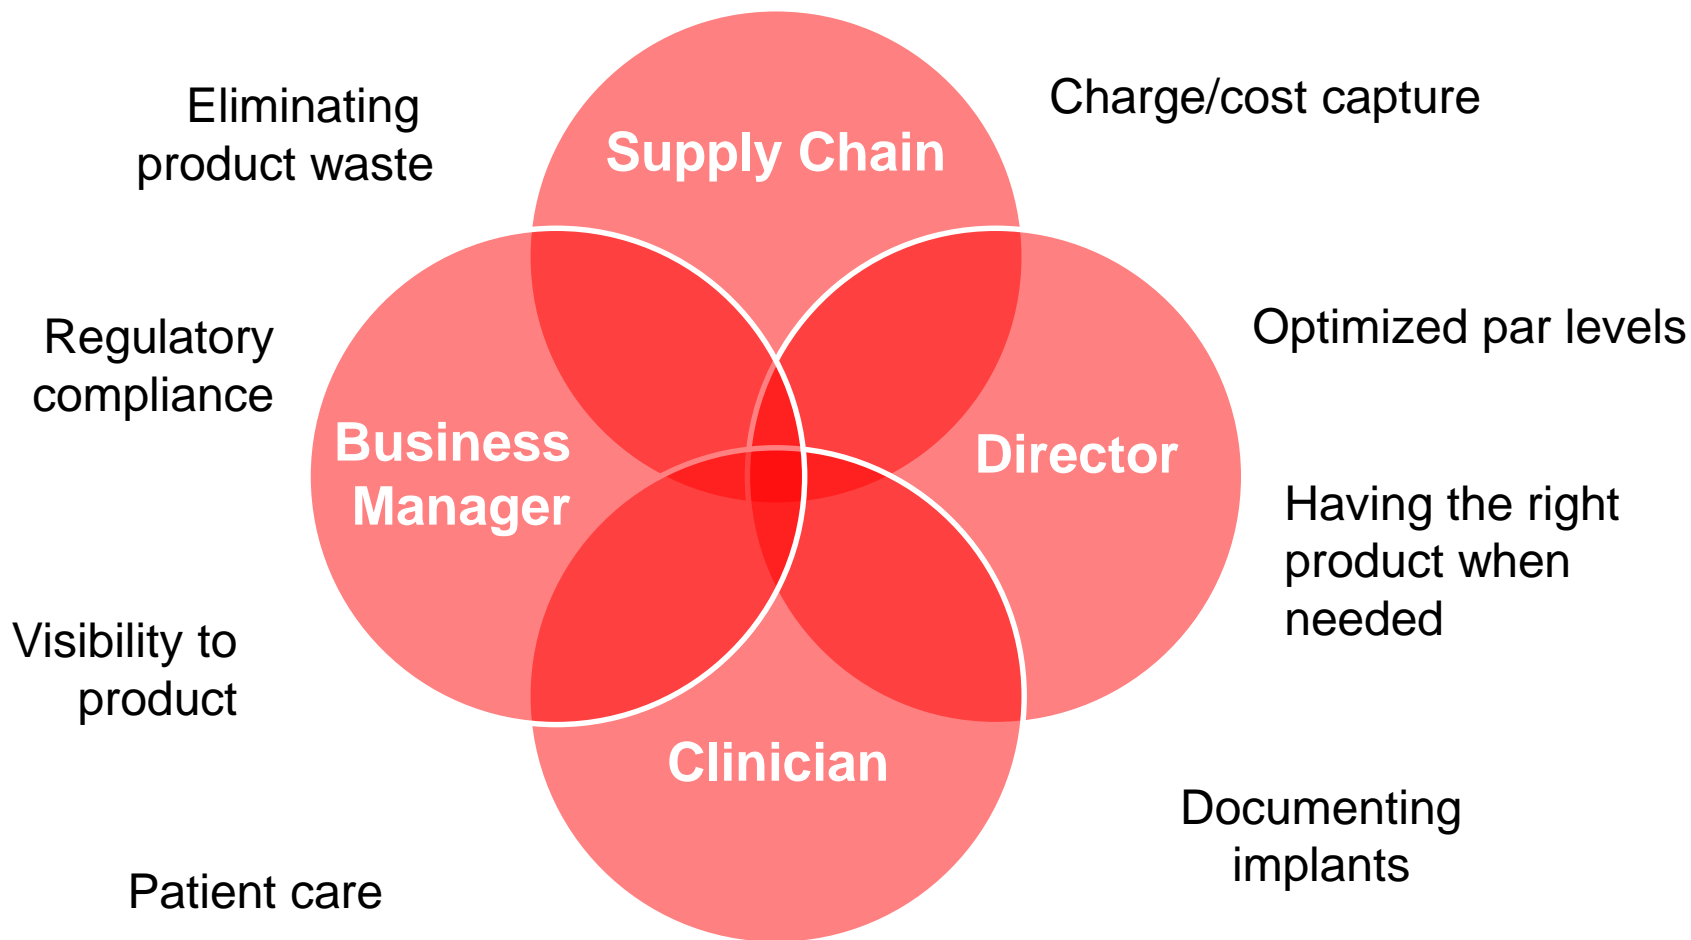 Eliminating
product waste
Supply Chain
Charge/cost capture
Regulatory
compliance
Optimized par levels
Business
Manager
Director
Having the right
product when
needed
Visibility to
product
Clinician
Documenting
implants
Patient care